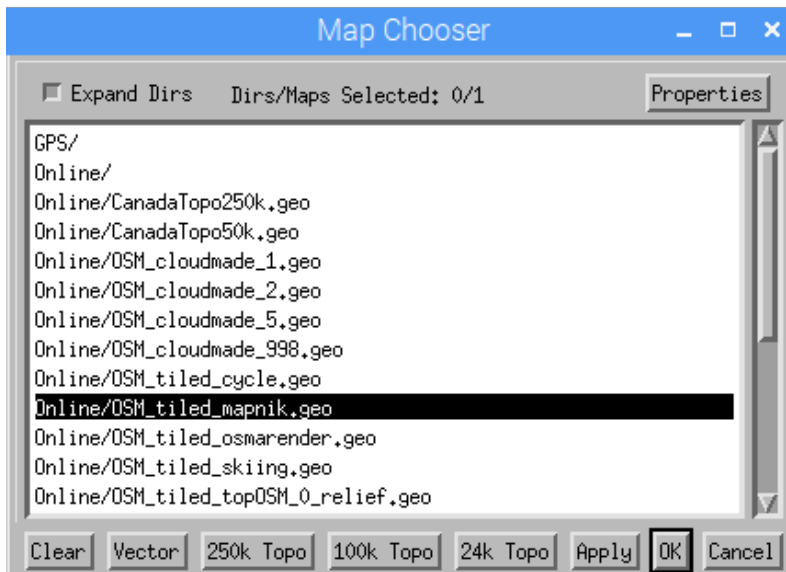 Map Chooser
Expand Dirs Dirs/Maps Selected: 0/1 Properties
GPS/
Online/
Online/CanadaTopo250k.geo
Online/CanadaTopo50k.geo
Online/OSM_cloudmade_1.geo
Online/OSM_cloudmade_2.geo
Online/OSM_cloudmade_5.geo
Online/OSM_cloudmade_998.geo
Online/OSM_tiled_cycle.geo
Online/OSM_tiled_mapnik.geo
Online/OSM_tiled_osmarender.geo
Online/OSM_tiled_skiing.geo
Online/OSM_tiled_topOSM_0_relief.geo
Clear Vector 250k Topo 100k Topo 24k Topo Apply OK Cancel